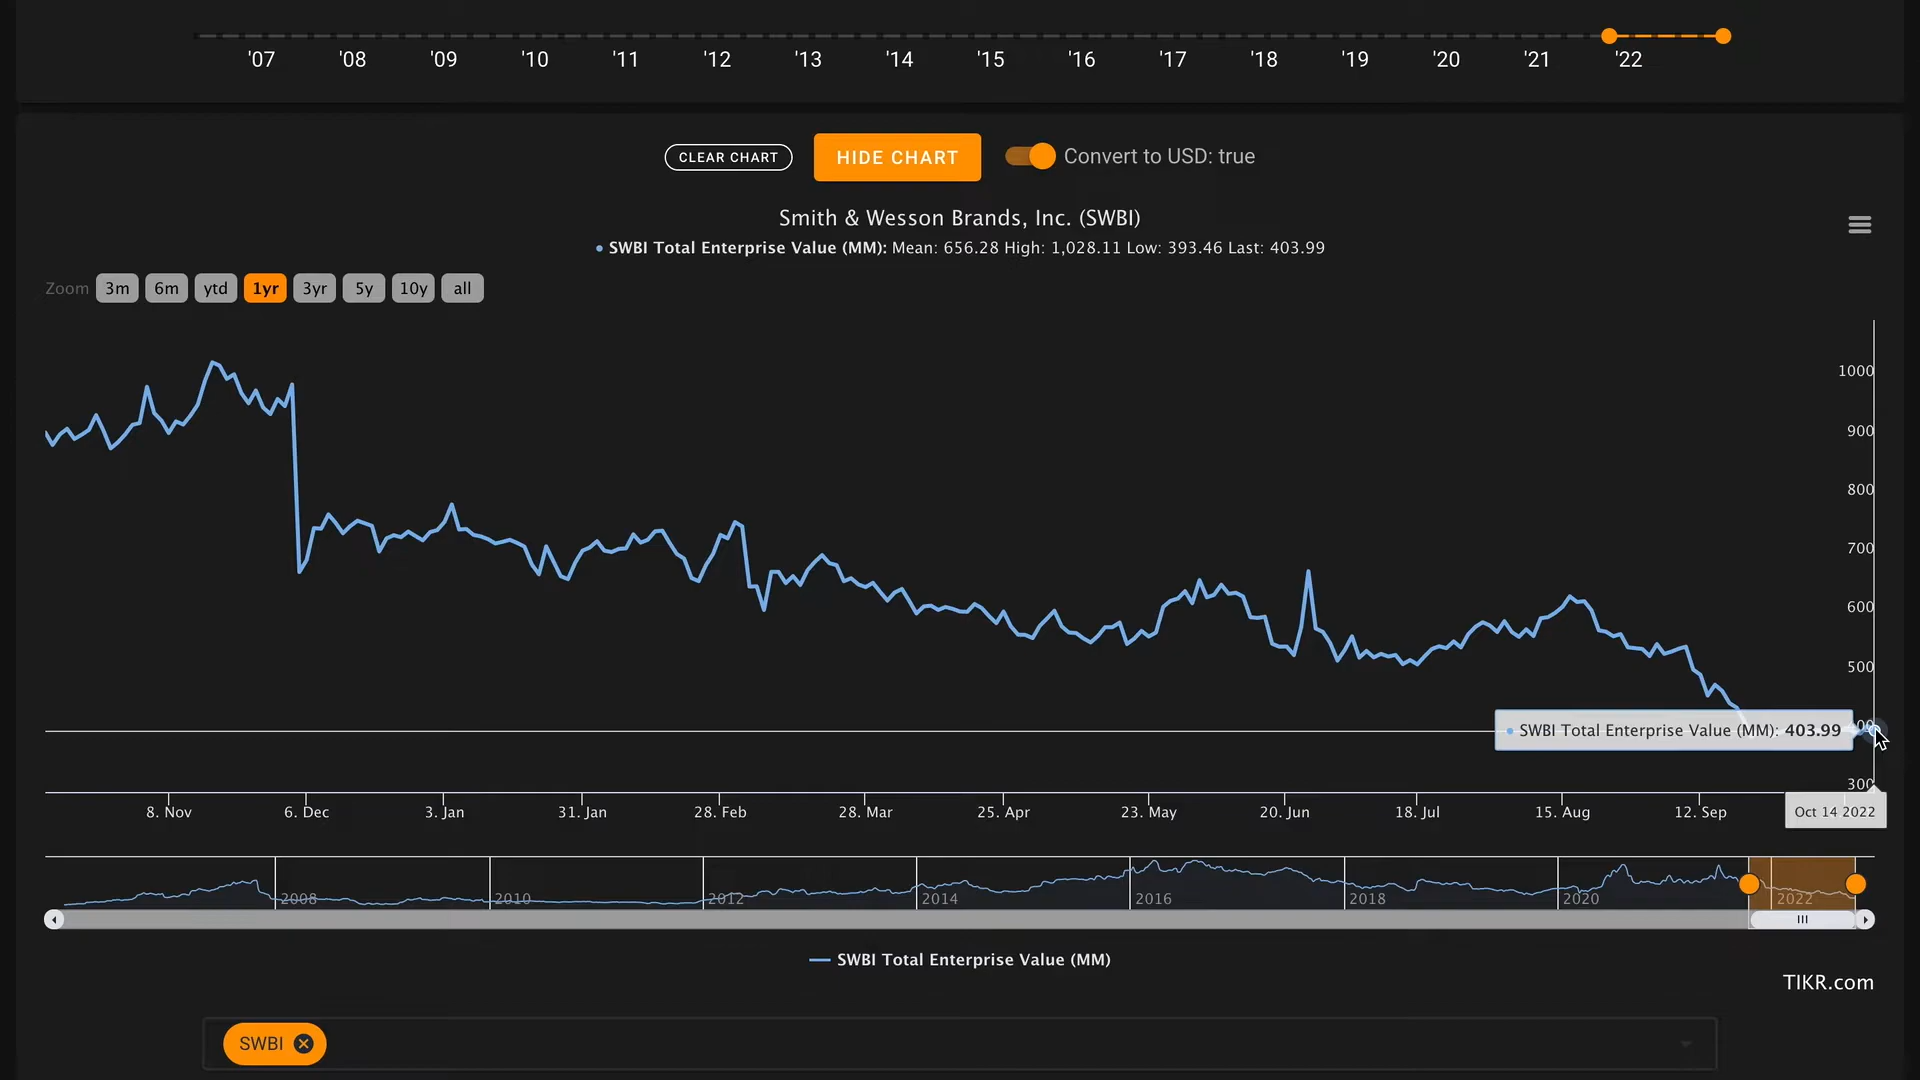 '07 '08 '09 '10 '11 '12 '13 '14 '15 '16 '17 '18 '19 '20 '21 '22
CLEAR CHART HIDE CHART Convert to USD: true
Smith & Wesson Brands, Inc. (SWBI)
SWBI Total Enterprise Value (MM): Mean: 656.28 High: 1,028.11 Low: 393.46 Last: 403.99
Zoom 3m 6m ytd 1yr 3yr 5y 10y all
1000
900
800
700
600
500
SWBI Total Enterprise Value (MM): 403.99
300
8. Nov 6. Dec 3. Jan 31. Jan 28. Feb 28. Mar 25. Apr 23. May 20. Jun 18. Jul 15. Aug 12. Sep Oct 14 2022
2008 2010 2012 2014 2016 2018 2020 2022
SWBI Total Enterprise Value (MM)
TIKR.com
SWBI